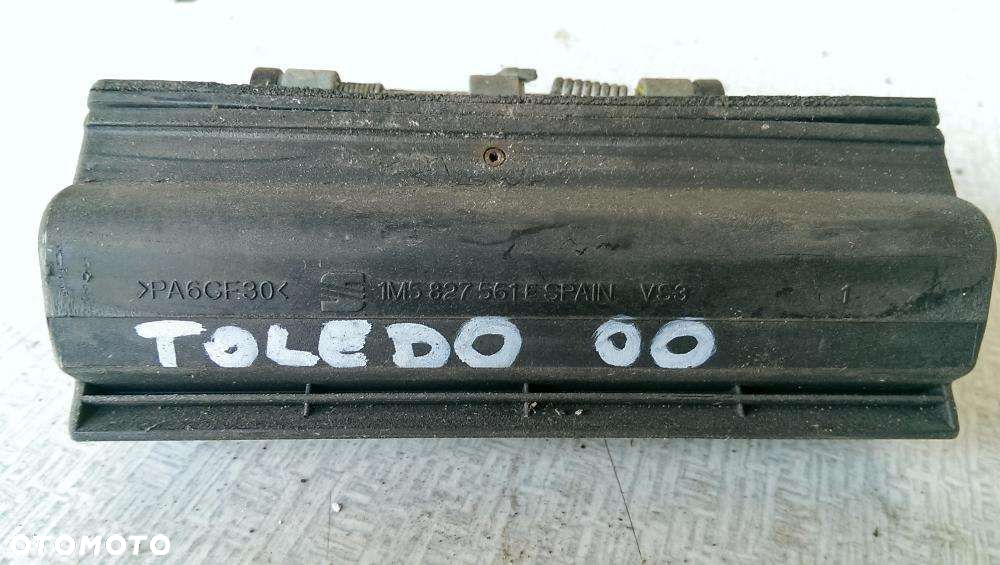 >PA6GF30< 1M5 827 561 E SPAIN VS3 1
TOLEDO 00
OTOMOTO